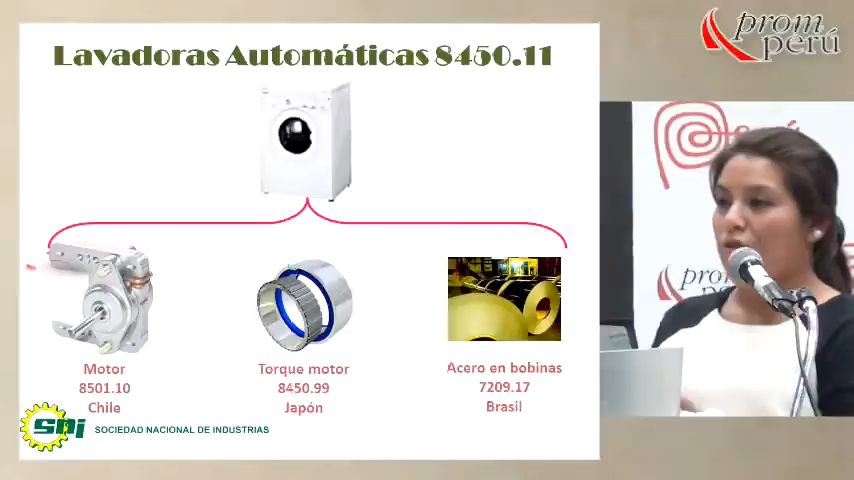 Lavadoras Automáticas 8450.11
prom
perú
Motor
8501.10
Chile
Torque motor
8450.99
Japón
Acero en bobinas
7209.17
Brasil
SNI
SOCIEDAD NACIONAL DE INDUSTRIAS
prom